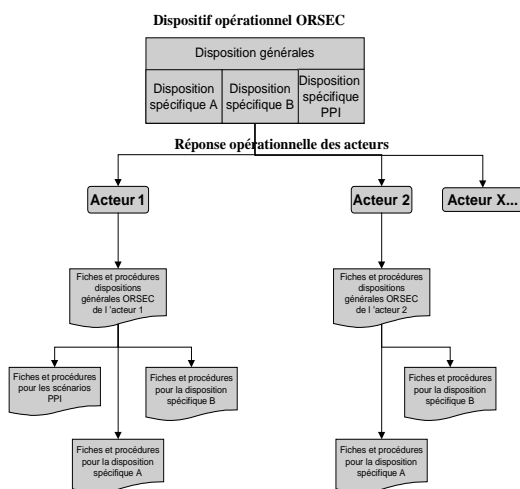 Dispositif opérationnel ORSEC
Disposition générales
Disposition
spécifique A
Disposition
spécifique B
Disposition
spécifique
PPI
Réponse opérationnelle des acteurs
Acteur 1
Acteur 2
Acteur X...
Fiches et procédures
dispositions
générales ORSEC
de l 'acteur 1
Fiches et procédures
dispositions
générales ORSEC
de l 'acteur 2
Fiches et procédures
pour les scénarios
PPI
Fiches et procédures
pour la disposition
spécifique B
Fiches et procédures
pour la disposition
spécifique B
Fiches et procédures
pour la disposition
spécifique A
Fiches et procédures
pour la disposition
spécifique A